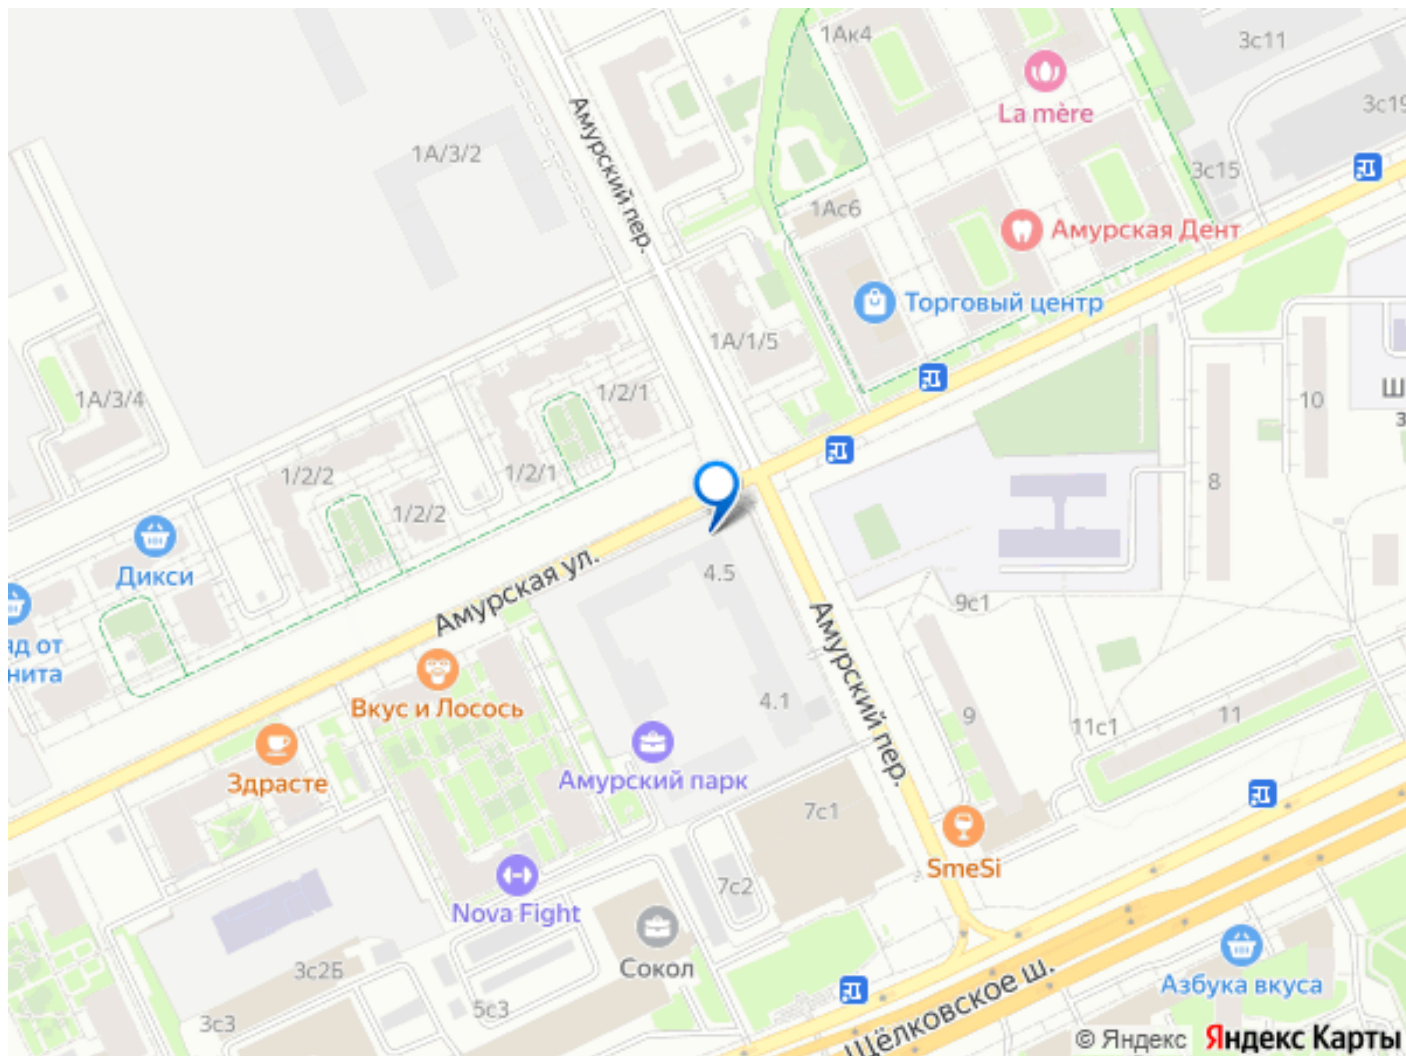 1Ак4
3с11
La mère
3с19
Амурский пер.
1А/3/2
3с15
1Ас6
Амурская Дент
Торговый центр
1А/1/5
1А/3/4
1/2/1
10
Ш
1/2/2
1/2/1
8
1/2/2
Дикси
Амурская ул.
4.5
9с1
яд от
нита
Амурский пер.
Вкус и Лосось
4.1
9
11с1
11
Здрасте
Амурский парк
7с1
SmeSi
7с2
Nova Fight
3с2Б
Сокол
Азбука вкуса
5с3
3с3
Щёлковское ш.
© Яндекс Яндекс Карты